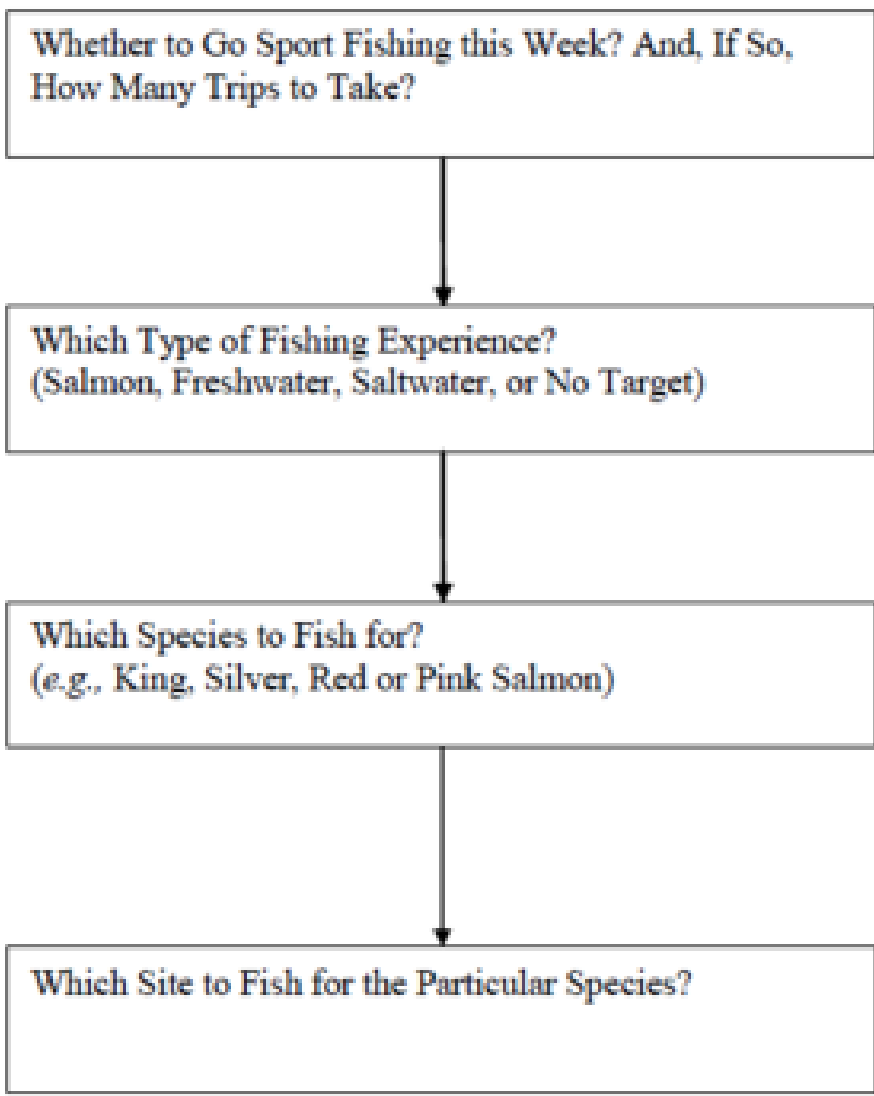 Whether to Go Sport Fishing this Week? And, If So,
How Many Trips to Take?
Which Type of Fishing Experience?
(Salmon, Freshwater, Saltwater, or No Target)
Which Species to Fish for?
(e.g., King, Silver, Red or Pink Salmon)
Which Site to Fish for the Particular Species?